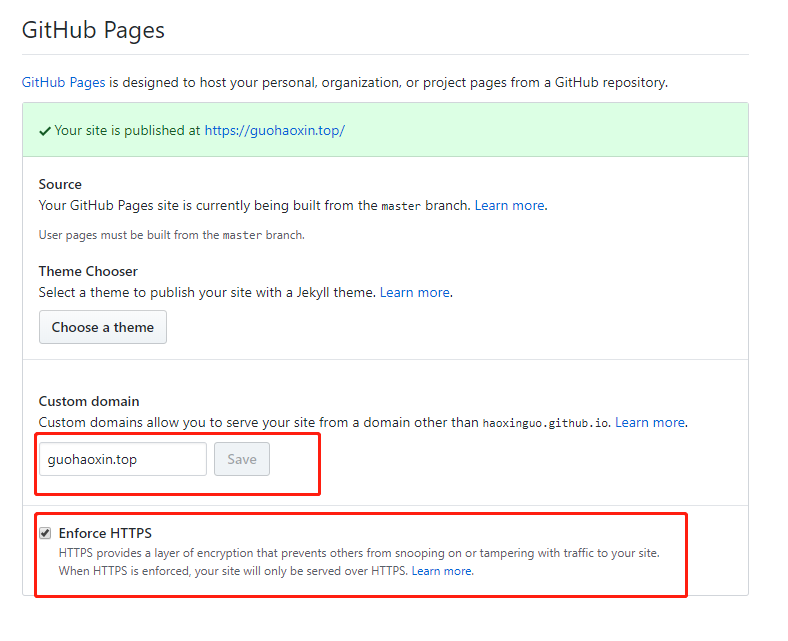 GitHub Pages
GitHub Pages is designed to host your personal, organization, or project pages from a GitHub repository.
Your site is published at https://guohaoxin.top/
Source
Your GitHub Pages site is currently being built from the master branch. Learn more.
User pages must be built from the master branch.
Theme Chooser
Select a theme to publish your site with a Jekyll theme. Learn more.
Choose a theme
Custom domain
Custom domains allow you to serve your site from a domain other than haoxinguo.github.io. Learn more.
guohaoxin.top Save
Enforce HTTPS
HTTPS provides a layer of encryption that prevents others from snooping on or tampering with traffic to your site.
When HTTPS is enforced, your site will only be served over HTTPS. Learn more.